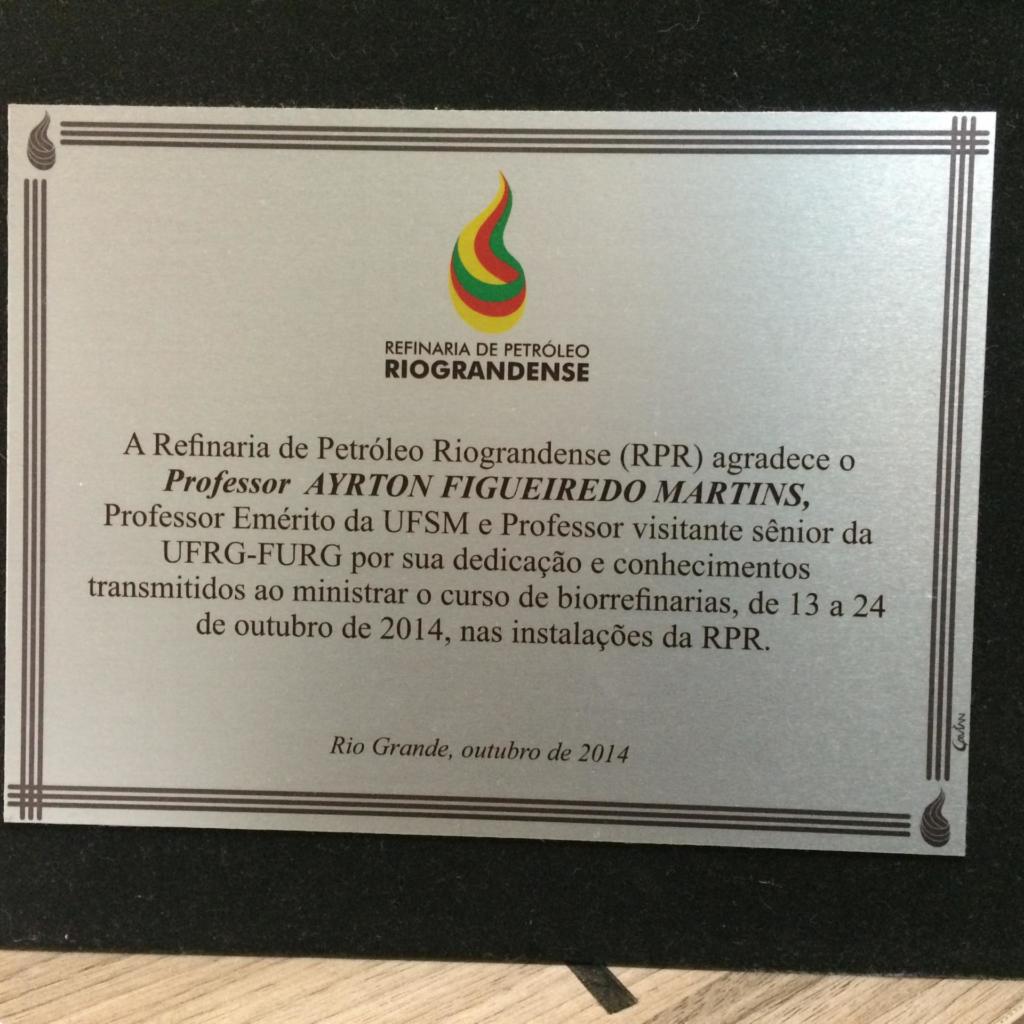 REFINARIA DE PETRÓLEO
RIOGRANDENSE
A Refinaria de Petróleo Riograndense (RPR) agradece o
Professor AYRTON FIGUEIREDO MARTINS,
Professor Emérito da UFSM e Professor visitante sênior da
UFRG-FURG por sua dedicação e conhecimentos
transmitidos ao ministrar o curso de biorrefinarias, de 13 a 24
de outubro de 2014, nas instalações da RPR.
Rio Grande, outubro de 2014